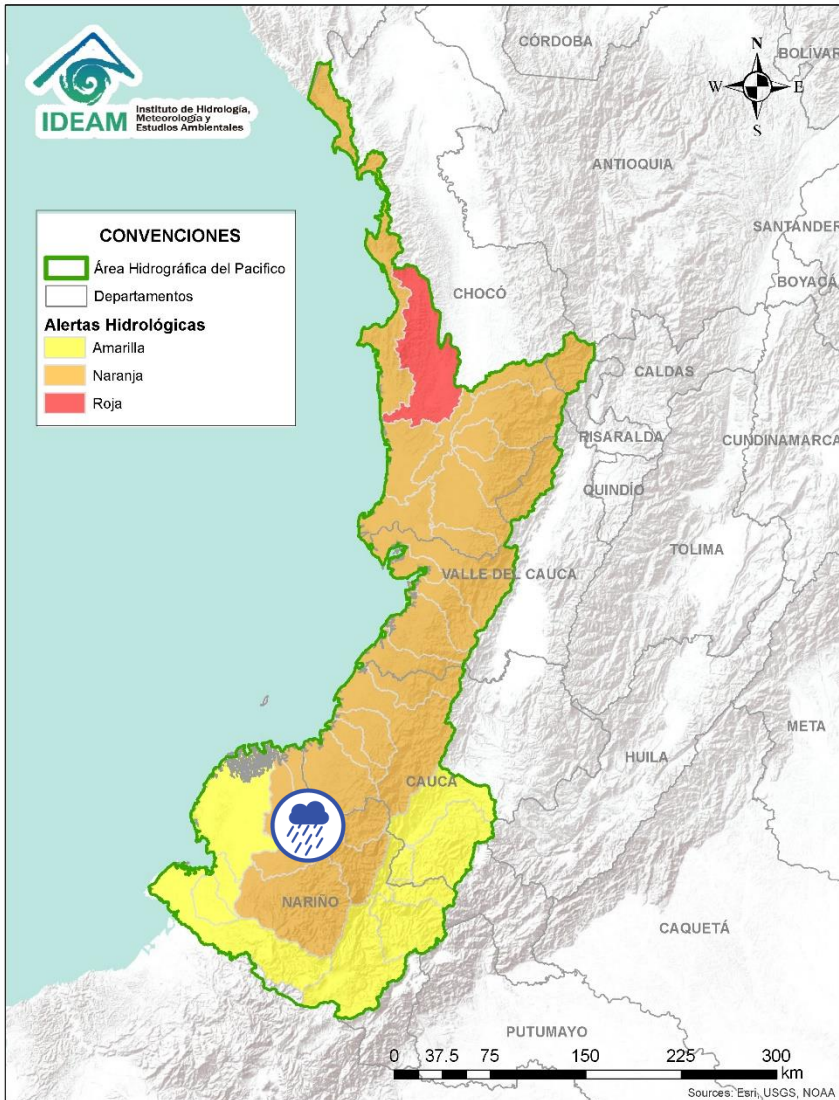 IDEAM
Instituto de Hidrología,
Meteorología y
Estudios Ambientales
N
W
E
S
CÓRDOBA
BOLÍVAR
ANTIOQUIA
SANTANDER
BOYACÁ
CONVENCIONES
Área Hidrográfica del Pacifico
Departamentos
Alertas Hidrológicas
Amarilla
Naranja
Roja
CHOCÓ
CALDAS
RISARALDA
CUNDINAMARCA
QUINDÍO
TOLIMA
VALLE DEL CAUCA
META
HUILA
CAUCA
NARIÑO
CAQUETÁ
PUTUMAYO
0 37.5 75 150 225 300
km
Sources: Esri, USGS, NOAA